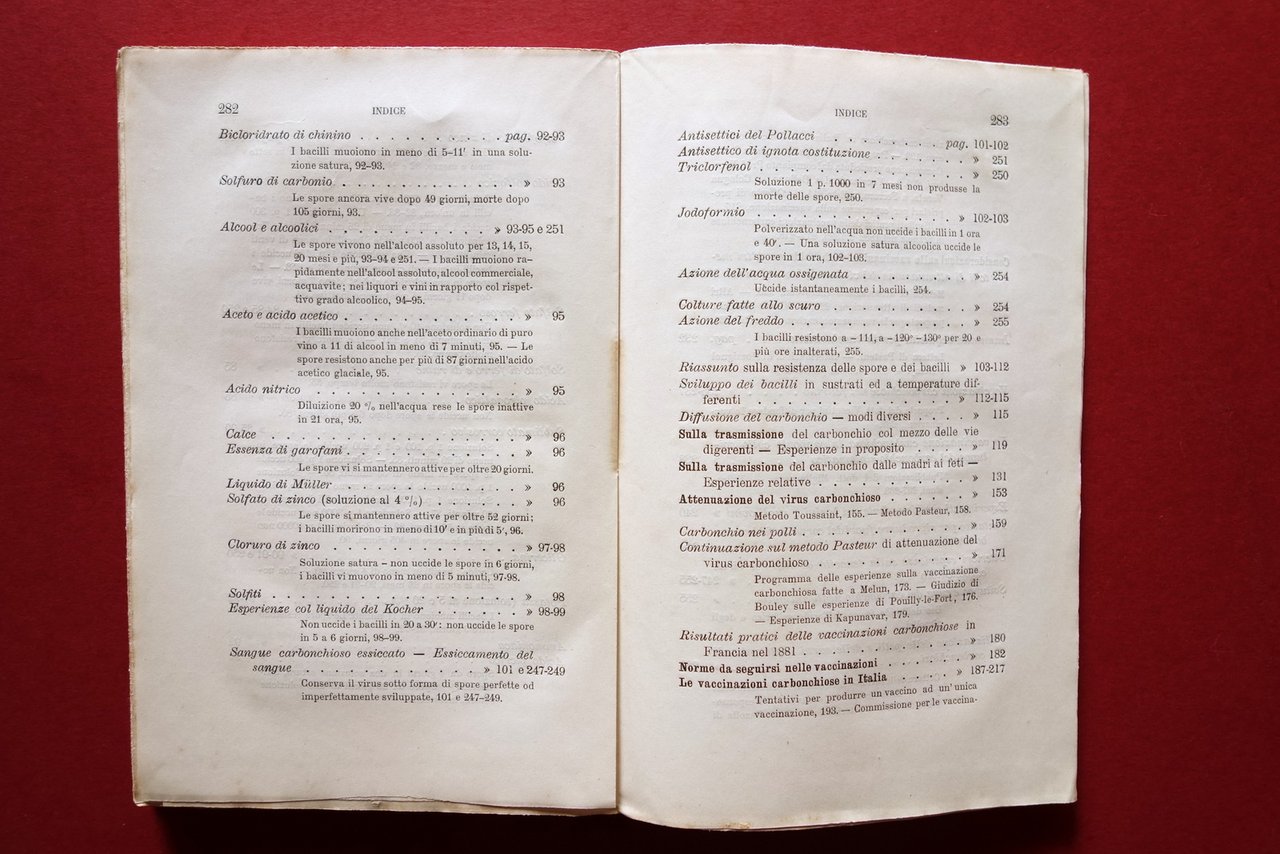 282
INDICE
Bicloridrato di chinino . . . . . . . . . . . pag. 92-93
I bacilli muoiono in meno di 5-11′ in una solu-
zione satura, 92-93.
Solfuro di carbonio . . . . . . . . . . . . . » 93
Le spore ancora vive dopo 49 giorni, morte dopo
105 giorni, 93.
Alcool e alcoolici . . . . . . . . . . . . . » 93-95 e 251
Le spore vivono nell'alcool assoluto per 13, 14, 15,
20 mesi e più, 93-94 e 251. — I bacilli muoiono ra-
pidamente nell'alcool assoluto, alcool commerciale,
acquavite; nei liquori e vini in rapporto col rispet-
tivo grado alcoolico, 94-95.
Aceto e acido acetico . . . . . . . . . . . . » 95
I bacilli muoiono anche nell'aceto ordinario di puro
vino a 11 di alcool in meno di 7 minuti, 95. — Le
spore resistono anche per più di 87 giorni nell'acido
acetico glaciale, 95.
Acido nitrico . . . . . . . . . . . . . . . » 95
Diluizione 20 % nell'acqua rese le spore inattive
in 21 ora, 95.
Calce . . . . . . . . . . . . . . . . . . » 96
Essenza di garofani . . . . . . . . . . . . . » 96
Le spore vi si mantennero attive per oltre 20 giorni.
Liquido di Müller . . . . . . . . . . . . . » 96
Solfato di zinco (soluzione al 4 %) . . . . . . . » 96
Le spore si mantennero attive per oltre 52 giorni;
i bacilli morirono in meno di 10′ e in più di 5′, 96.
Cloruro di zinco . . . . . . . . . . . . . . » 97-98
Soluzione satura – non uccide le spore in 6 giorni,
i bacilli vi muovono in meno di 5 minuti, 97-98.
Solfiti . . . . . . . . . . . . . . . . . . » 98
Esperienze col liquido del Kocher . . . . . . . . » 98-99
Non uccide i bacilli in 20 a 30′: non uccide le spore
in 5 a 6 giorni, 98-99.
Sangue carbonchioso essiccato — Essiccamento del
sangue . . . . . . . . . . . . . . » 101 e 247-249
Conserva il virus sotto forma di spore perfette od
imperfettamente sviluppate, 101 e 247-249.
INDICE
283
Antisettici del Pollacci . . . . . . . . . . pag. 101-102
Antisettico di ignota costituzione . . . . . . . . » 251
Triclorfenol . . . . . . . . . . . . . . . . » 250
Soluzione 1 p. 1000 in 7 mesi non produsse la
morte delle spore, 250.
Jodoformio . . . . . . . . . . . . . . . » 102-103
Polverizzato nell'acqua non uccide i bacilli in 1 ora
e 40′. — Una soluzione satura alcoolica uccide le
spore in 1 ora, 102-103.
Azione dell'acqua ossigenata . . . . . . . . . » 254
Uccide istantaneamente i bacilli, 254.
Colture fatte allo scuro . . . . . . . . . . . » 254
Azione del freddo . . . . . . . . . . . . . » 255
I bacilli resistono a – 111, a –120° –130° per 20 e
più ore inalterati, 255.
Riassunto sulla resistenza delle spore e dei bacilli » 103-112
Sviluppo dei bacilli in sustrati ed a temperature dif-
ferenti . . . . . . . . . . . . . . . » 112-115
Diffusione del carbonchio — modi diversi . . . . » 115
Sulla trasmissione del carbonchio col mezzo delle vie
digerenti — Esperienze in proposito . . . . . » 119
Sulla trasmissione del carbonchio dalle madri ai feti —
Esperienze relative . . . . . . . . . . . . » 131
Attenuazione del virus carbonchioso . . . . . . . » 153
Metodo Toussaint, 155. — Metodo Pasteur, 158.
Carbonchio nei polli . . . . . . . . . . . . » 159
Continuazione sul metodo Pasteur di attenuazione del
virus carbonchioso . . . . . . . . . . . . » 171
Programma delle esperienze sulla vaccinazione
carbonchiosa fatte a Melun, 173. — Giudizio di
Bouley sulle esperienze di Pouilly-le-Fort, 176.
— Esperienze di Kapunavar, 179.
Risultati pratici delle vaccinazioni carbonchiose in
Francia nel 1881 . . . . . . . . . . . . . » 180
Norme da seguirsi nelle vaccinazioni . . . . . . . » 182
Le vaccinazioni carbonchiose in Italia . . . . . » 187-217
Tentativi per produrre un vaccino ad un'unica
vaccinazione, 193. — Commissione per le vaccina-